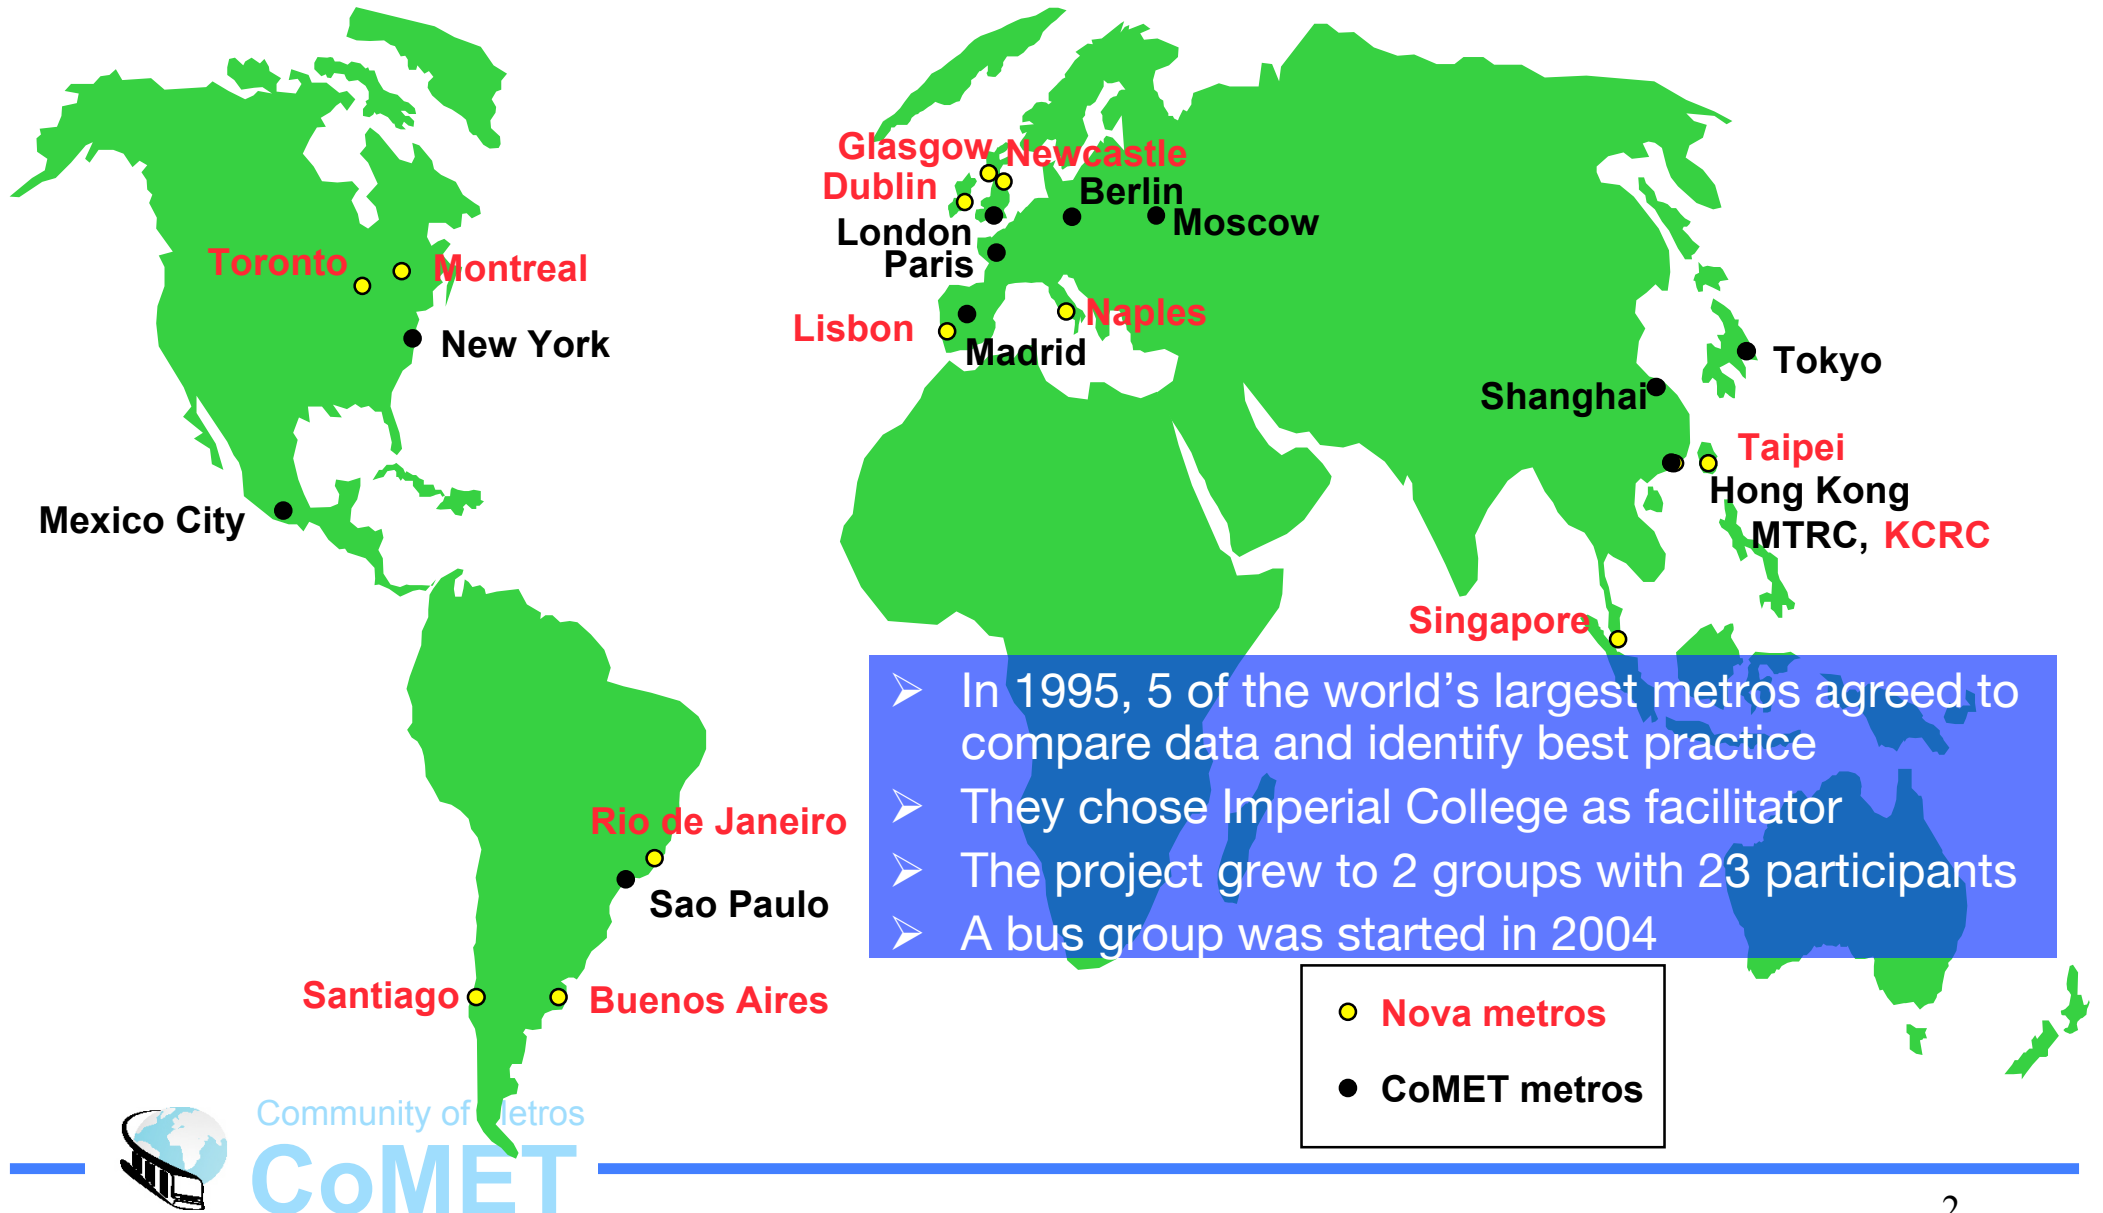 Glasgow Newcastle
Dublin
Berlin
London
Moscow
Paris
Toronto
Montreal
Lisbon
Naples
New York
Madrid
Tokyo
Shanghai
Taipei
Hong Kong
MTRC, KCRC
Mexico City
Singapore
➢ In 1995, 5 of the world’s largest metros agreed to
compare data and identify best practice
➢ They chose Imperial College as facilitator
➢ The project grew to 2 groups with 23 participants
➢ A bus group was started in 2004
Rio de Janeiro
Sao Paulo
Santiago
Buenos Aires
Nova metros
CoMET metros
Community of Metros
CoMET
2